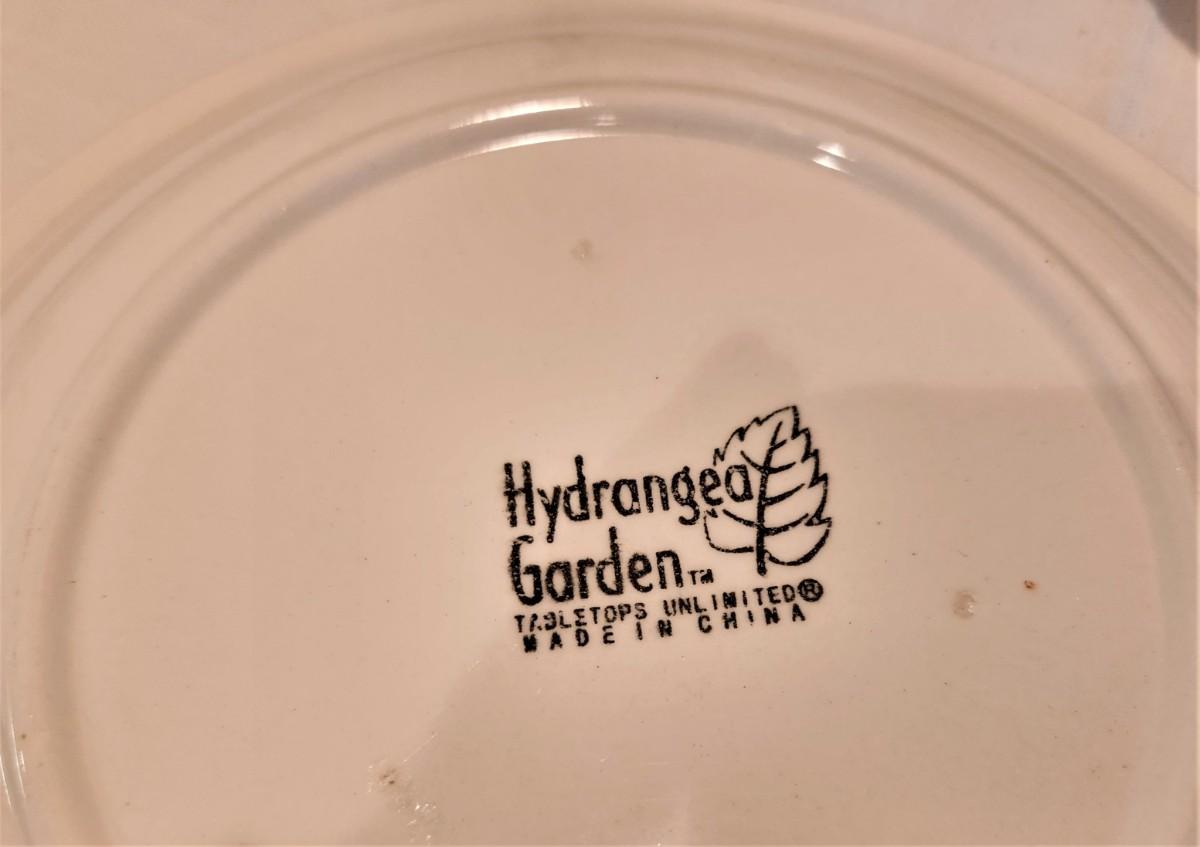 Hydrangea
Garden™
TABLETOPS UNLIMITED®
MADE IN CHINA